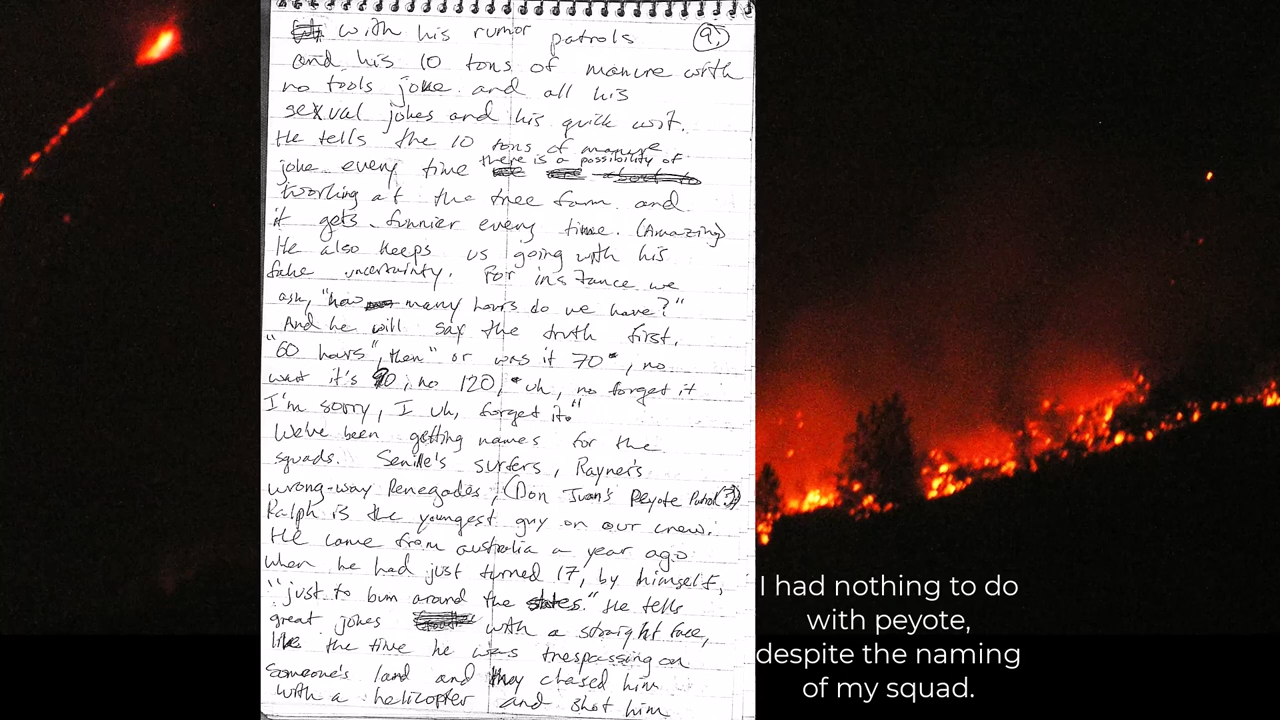 with his rumor patrols
9,
and his 10 tons of manure with
no tools joke and all his
sexual jokes and his quick wit.
He tells the 10 tons of manure
joke every time there is a possibility of
working at the tree farm and
it gets funnier every time. (Amazing)
He also keeps us going with his
fake uncertainty. For instance we
ask, "how many hours do we have?"
And he will say the truth first,
"60 hours", then" or was it 70, no
wait it's 90, no 120, uh, no forget it
I'm sorry, I uh, forget it."
We've been getting names for the
squads. Senille's surfers, Rayner's
wrong-way Renegades, (Don Juan's Peyote Patrol(?))
Ralph is the youngest guy on our crew.
He came from australia a year ago
when he had just turned 17, by himself,
"just to bum around the states." He tells
great jokes with a straight face,
like the time he was trespassing on
someone's land and they chased him
with a helicopter and shot him
I had nothing to do
with peyote,
despite the naming
of my squad.